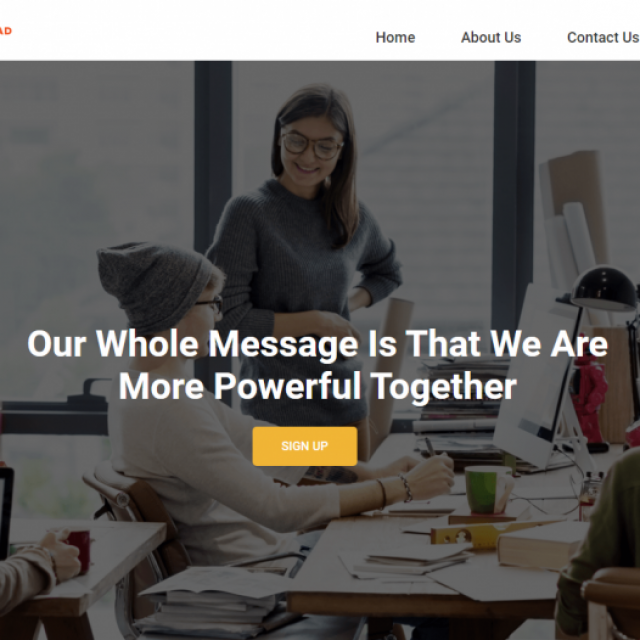 AD
Home About Us Contact Us
Our Whole Message Is That We Are
More Powerful Together
SIGN UP